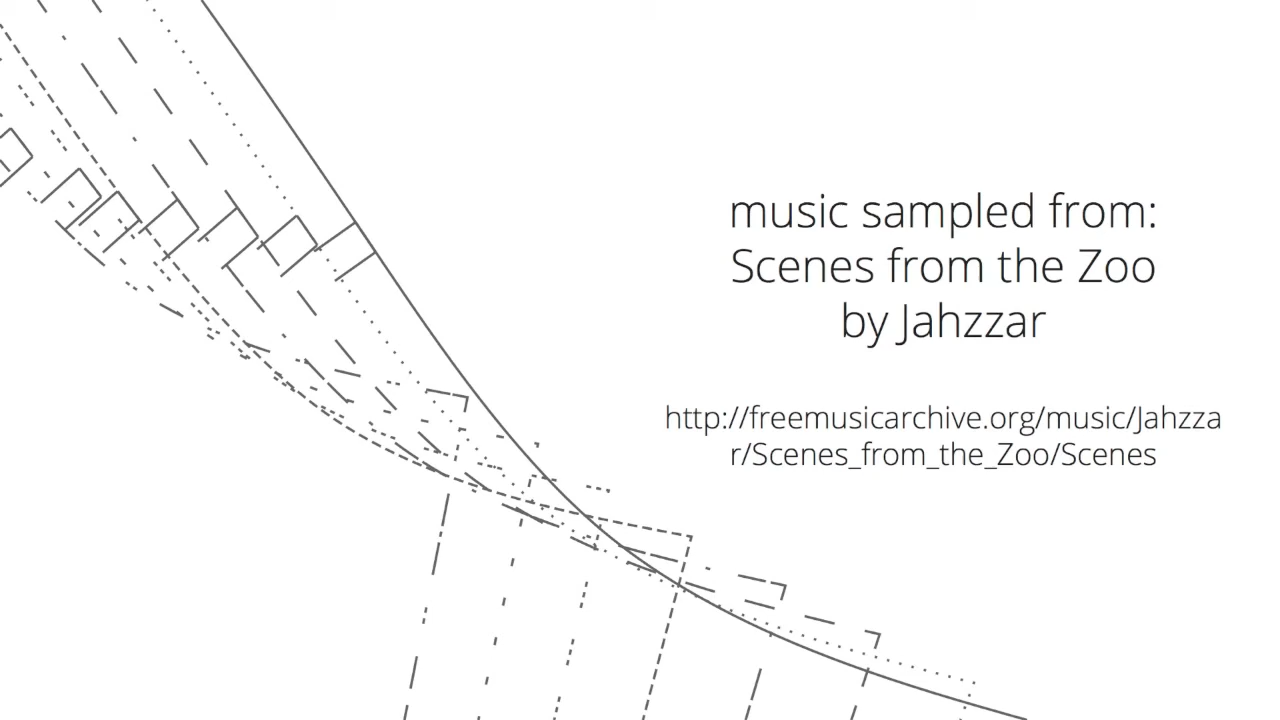 music sampled from:
Scenes from the Zoo
by Jahzzar
http://freemusicarchive.org/music/Jahzza
r/Scenes_from_the_Zoo/Scenes